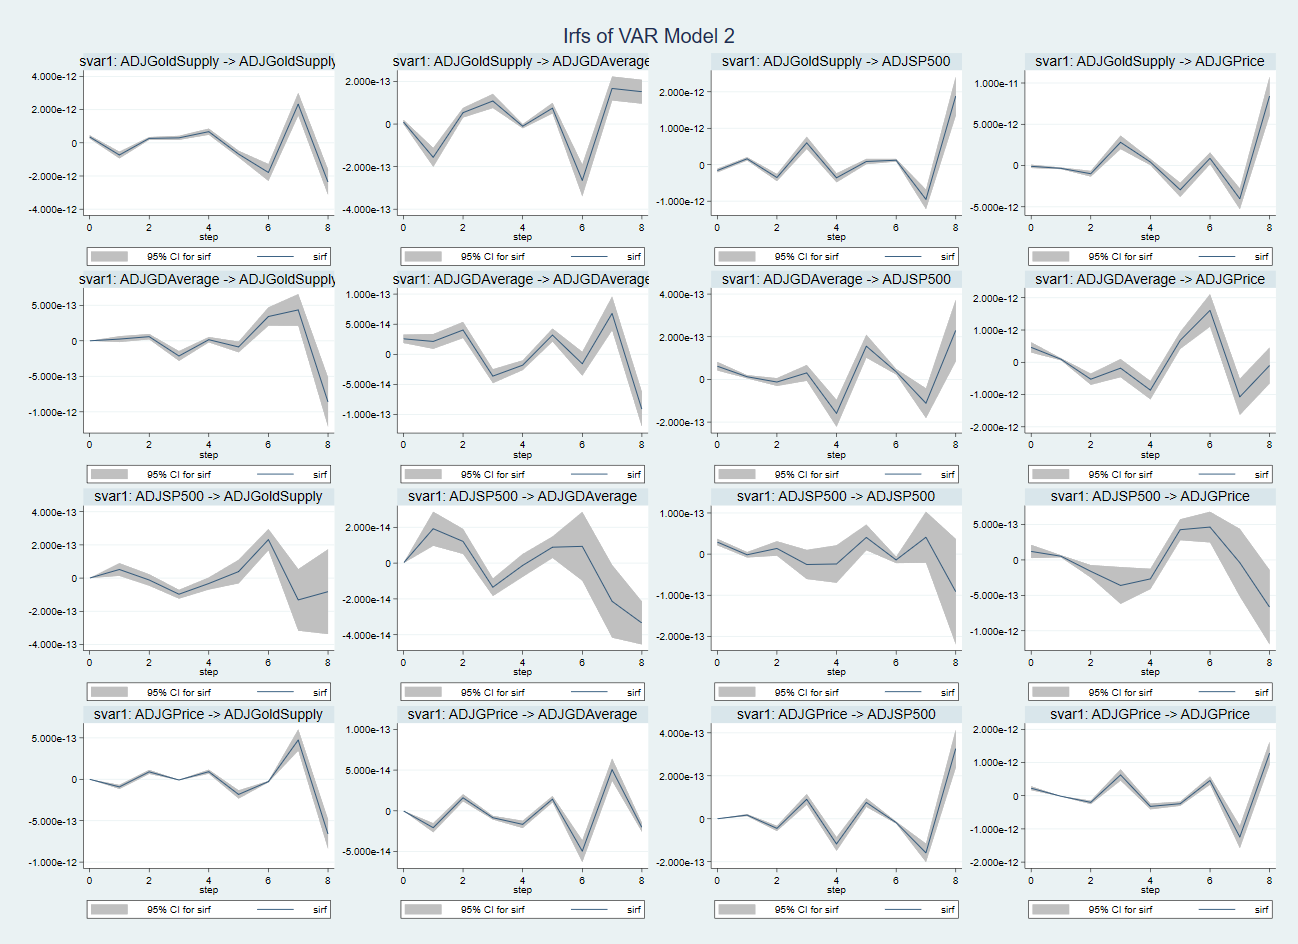 Irfs of VAR Model 2
svar1: ADJGoldSupply -> ADJGoldSupply
4.000e-12
2.000e-12
0
-2.000e-12
-4.000e-12
0 2 4 6 8
step
95% CI for sirf sirf
svar1: ADJGoldSupply -> ADJGDAverage
2.000e-13
0
-2.000e-13
-4.000e-13
0 2 4 6 8
step
95% CI for sirf sirf
svar1: ADJGoldSupply -> ADJSP500
2.000e-12
1.000e-12
0
-1.000e-12
0 2 4 6 8
step
95% CI for sirf sirf
svar1: ADJGoldSupply -> ADJGPrice
1.000e-11
5.000e-12
0
-5.000e-12
0 2 4 6 8
step
95% CI for sirf sirf
svar1: ADJGDAverage -> ADJGoldSupply
5.000e-13
0
-5.000e-13
-1.000e-12
0 2 4 6 8
step
95% CI for sirf sirf
svar1: ADJGDAverage -> ADJGDAverage
1.000e-13
5.000e-14
0
-5.000e-14
-1.000e-13
0 2 4 6 8
step
95% CI for sirf sirf
svar1: ADJGDAverage -> ADJSP500
4.000e-13
2.000e-13
0
-2.000e-13
0 2 4 6 8
step
95% CI for sirf sirf
svar1: ADJGDAverage -> ADJGPrice
2.000e-12
1.000e-12
0
-1.000e-12
-2.000e-12
0 2 4 6 8
step
95% CI for sirf sirf
svar1: ADJSP500 -> ADJGoldSupply
4.000e-13
2.000e-13
0
-2.000e-13
-4.000e-13
0 2 4 6 8
step
95% CI for sirf sirf
svar1: ADJSP500 -> ADJGDAverage
2.000e-14
0
-2.000e-14
-4.000e-14
0 2 4 6 8
step
95% CI for sirf sirf
svar1: ADJSP500 -> ADJSP500
1.000e-13
0
-1.000e-13
-2.000e-13
0 2 4 6 8
step
95% CI for sirf sirf
svar1: ADJSP500 -> ADJGPrice
5.000e-13
0
-5.000e-13
-1.000e-12
0 2 4 6 8
step
95% CI for sirf sirf
svar1: ADJGPrice -> ADJGoldSupply
5.000e-13
0
-5.000e-13
-1.000e-12
0 2 4 6 8
step
95% CI for sirf sirf
svar1: ADJGPrice -> ADJGDAverage
1.000e-13
5.000e-14
0
-5.000e-14
0 2 4 6 8
step
95% CI for sirf sirf
svar1: ADJGPrice -> ADJSP500
4.000e-13
2.000e-13
0
-2.000e-13
0 2 4 6 8
step
95% CI for sirf sirf
svar1: ADJGPrice -> ADJGPrice
2.000e-12
1.000e-12
0
-1.000e-12
-2.000e-12
0 2 4 6 8
step
95% CI for sirf sirf